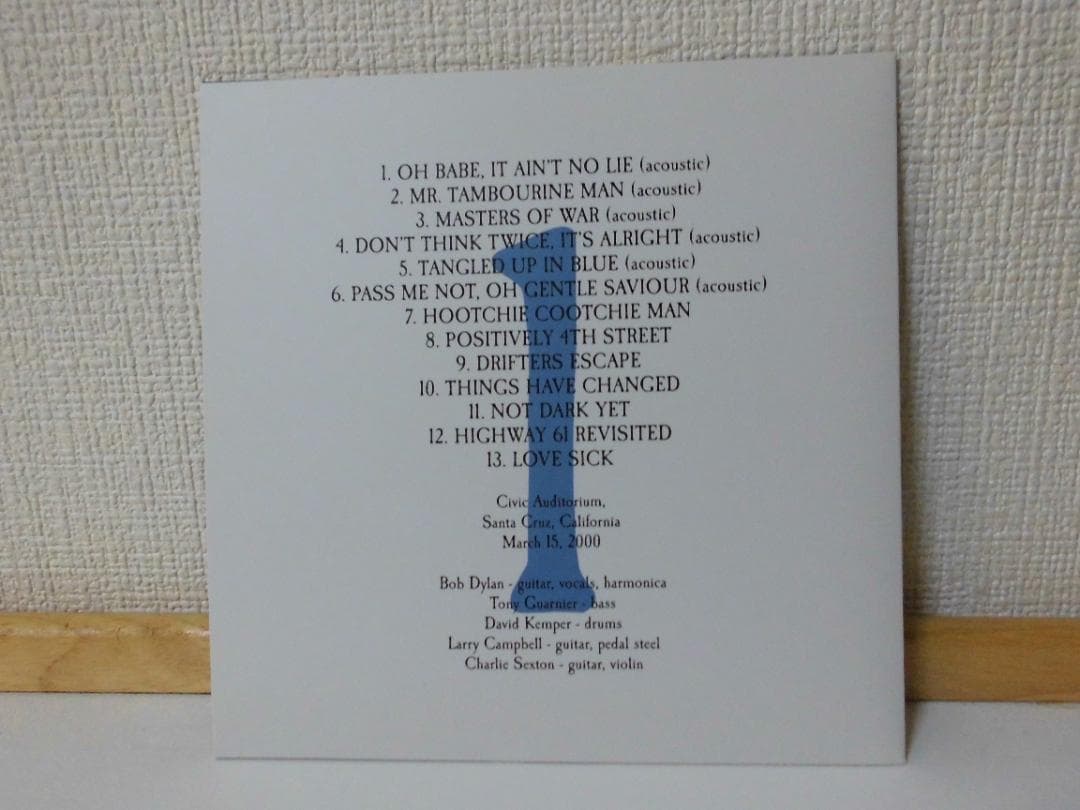 1. OH BABE, IT AIN'T NO LIE (acoustic)
2. MR. TAMBOURINE MAN (acoustic)
3. MASTERS OF WAR (acoustic)
4. DON'T THINK TWICE, IT'S ALRIGHT (acoustic)
5. TANGLED UP IN BLUE (acoustic)
6. PASS ME NOT, OH GENTLE SAVIOUR (acoustic)
7. HOOTCHIE COOTCHIE MAN
8. POSITIVELY 4TH STREET
9. DRIFTERS ESCAPE
10. THINGS HAVE CHANGED
11. NOT DARK YET
12. HIGHWAY 61 REVISITED
13. LOVE SICK
1
Civic Auditorium,
Santa Cruz, California
March 15, 2000
Bob Dylan - guitar, vocals, harmonica
Tony Guarnier - bass
David Kemper - drums
Larry Campbell - guitar, pedal steel
Charlie Sexton - guitar, violin